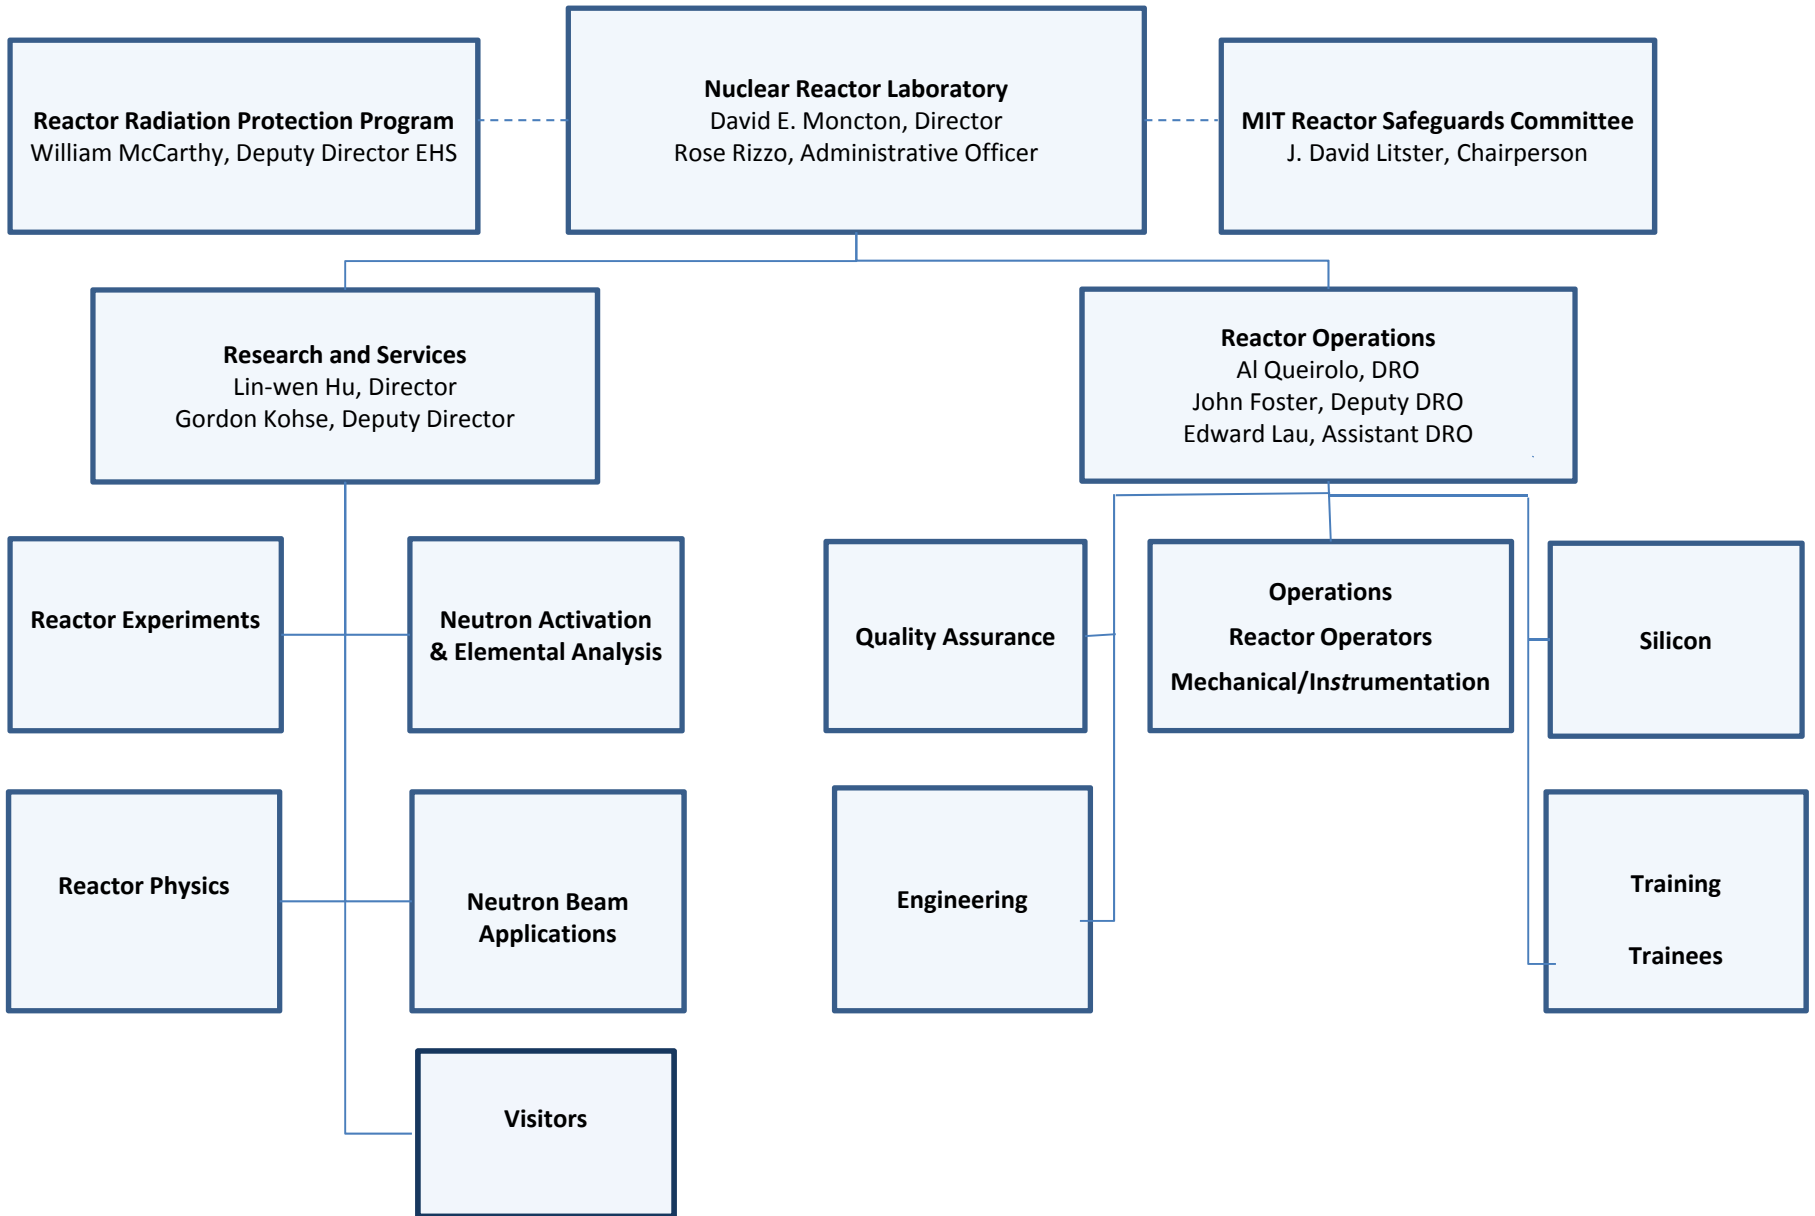 Nuclear Reactor Laboratory
David E. Moncton, Director
Rose Rizzo, Administrative Officer
Reactor Radiation Protection Program
William McCarthy, Deputy Director EHS
MIT Reactor Safeguards Committee
J. David Litster, Chairperson
Research and Services
Lin-wen Hu, Director
Gordon Kohse, Deputy Director
Reactor Operations
Al Queirolo, DRO
John Foster, Deputy DRO
Edward Lau, Assistant DRO
Reactor Experiments
Neutron Activation
& Elemental Analysis
Quality Assurance
Operations
Reactor Operators
Mechanical/Instrumentation
Silicon
Reactor Physics
Neutron Beam
Applications
Engineering
Training
Trainees
Visitors